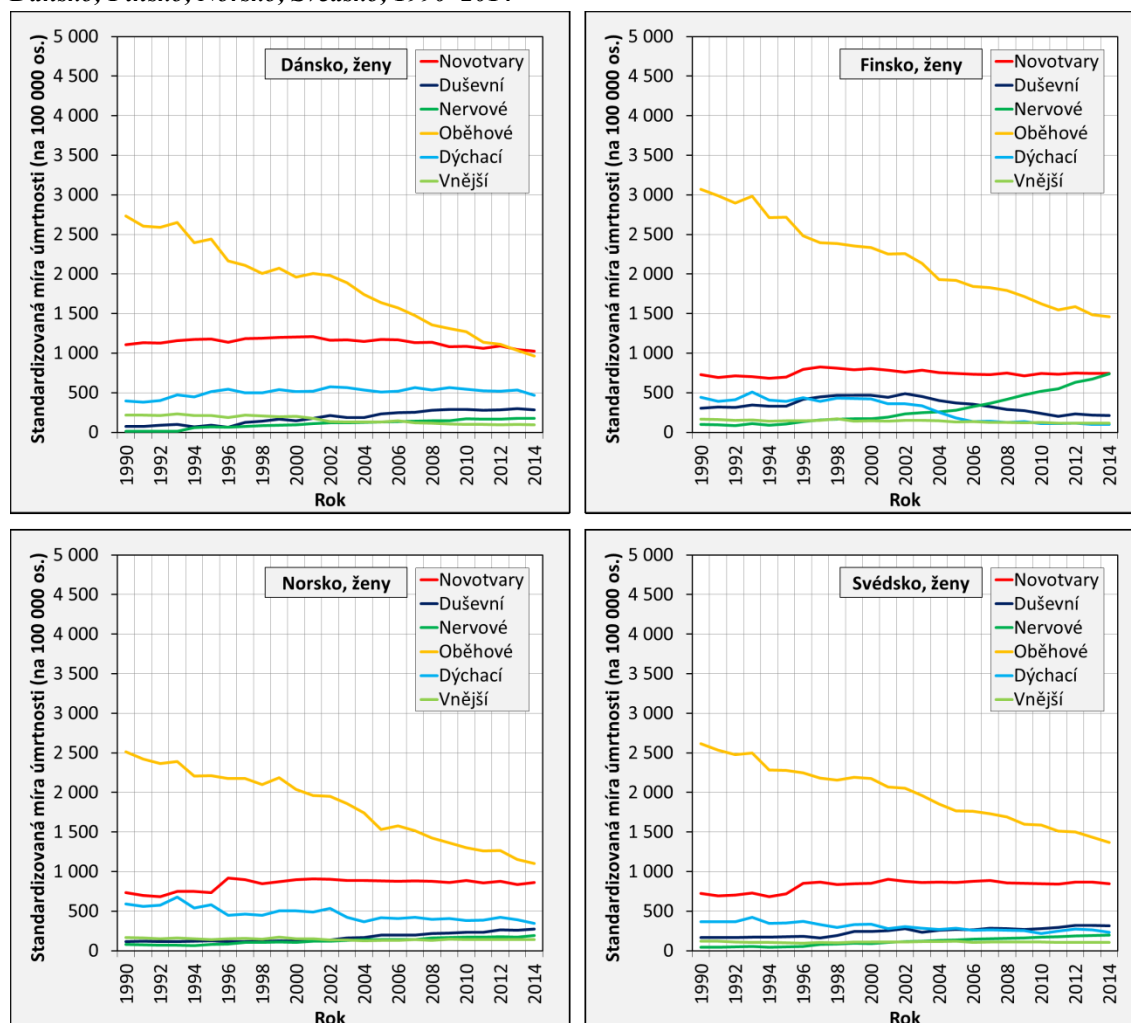 Dánsko, Finsko, Norsko, Švédsko, 1990–2014
Standardizovaná míra úmrtnosti (na 100 000 os.)
5 000
4 500
4 000
3 500
3 000
2 500
2 000
1 500
1 000
500
0
Dánsko, ženy
Novotvary
Duševní
Nervové
Oběhové
Dýchací
Vnější
1990
1992
1994
1996
1998
2000
2002
2004
2006
2008
2010
2012
2014
Rok
Standardizovaná míra úmrtnosti (na 100 000 os.)
5 000
4 500
4 000
3 500
3 000
2 500
2 000
1 500
1 000
500
0
Finsko, ženy
Novotvary
Duševní
Nervové
Oběhové
Dýchací
Vnější
1990
1992
1994
1996
1998
2000
2002
2004
2006
2008
2010
2012
2014
Rok
Standardizovaná míra úmrtnosti (na 100 000 os.)
5 000
4 500
4 000
3 500
3 000
2 500
2 000
1 500
1 000
500
0
Norsko, ženy
Novotvary
Duševní
Nervové
Oběhové
Dýchací
Vnější
1990
1992
1994
1996
1998
2000
2002
2004
2006
2008
2010
2012
2014
Rok
Standardizovaná míra úmrtnosti (na 100 000 os.)
5 000
4 500
4 000
3 500
3 000
2 500
2 000
1 500
1 000
500
0
Švédsko, ženy
Novotvary
Duševní
Nervové
Oběhové
Dýchací
Vnější
1990
1992
1994
1996
1998
2000
2002
2004
2006
2008
2010
2012
2014
Rok